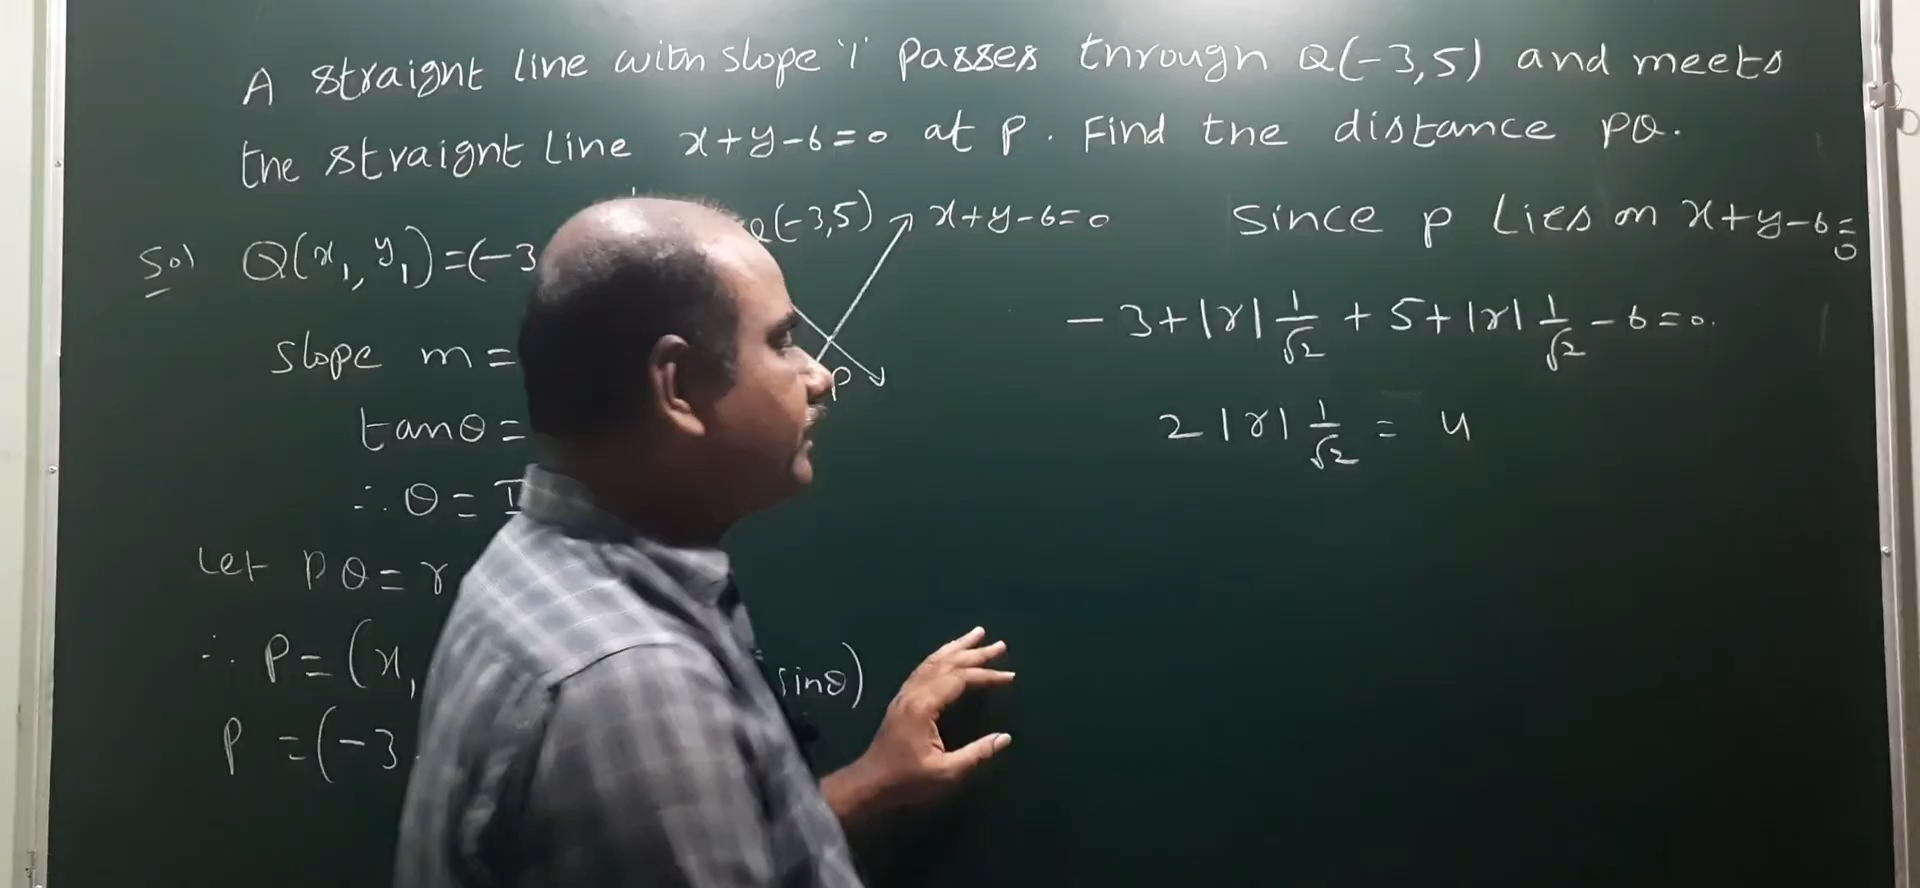 A straight line with slope '1' passes through Q(-3,5) and meets
the straight line x+y-6=0 at P. Find the distance PQ.
Sol Q(x₁, y₁)=(-3
Q(-3,5)
x+y-6=0
P
slope m=
tanθ=
∴ θ=
Let PQ=r
∴ P=(x,
sinθ)
P =(-3
Since P Lies on x+y-6=0
-3+|r| 1/√2 + 5+|r| 1/√2 -6=0.
2|r| 1/√2 = 4